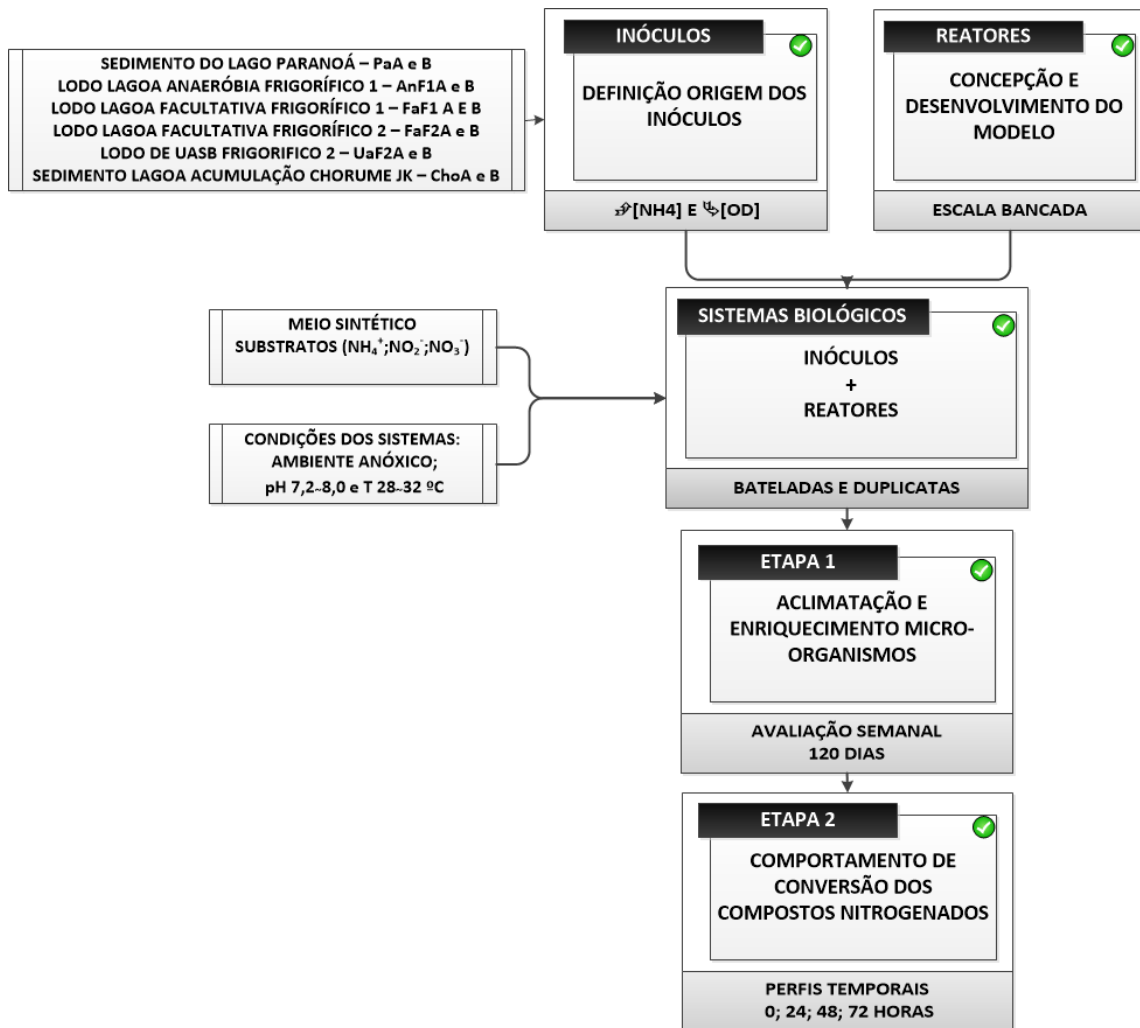 SEDIMENTO DO LAGO PARANOÁ – PaA e B
LODO LAGOA ANAERÓBIA FRIGORÍFICO 1 – AnF1A e B
LODO LAGOA FACULTATIVA FRIGORÍFICO 1 – FaF1 A E B
LODO LAGOA FACULTATIVA FRIGORÍFICO 2 – FaF2A e B
LODO DE UASB FRIGORIFICO 2 – UaF2A e B
SEDIMENTO LAGOA ACUMULAÇÃO CHORUME JK – ChoA e B
INÓCULOS
DEFINIÇÃO ORIGEM DOS
INÓCULOS
[NH4] E [OD]
REATORES
CONCEPÇÃO E
DESENVOLVIMENTO DO
MODELO
ESCALA BANCADA
MEIO SINTÉTICO
SUBSTRATOS (NH₄⁺;NO₂⁻;NO₃⁻)
CONDIÇÕES DOS SISTEMAS:
AMBIENTE ANÓXICO;
pH 7,2~8,0 e T 28~32 ºC
SISTEMAS BIOLÓGICOS
INÓCULOS
+
REATORES
BATELADAS E DUPLICATAS
ETAPA 1
ACLIMATAÇÃO E
ENRIQUECIMENTO MICRO-
ORGANISMOS
AVALIAÇÃO SEMANAL
120 DIAS
ETAPA 2
COMPORTAMENTO DE
CONVERSÃO DOS
COMPOSTOS NITROGENADOS
PERFIS TEMPORAIS
0; 24; 48; 72 HORAS